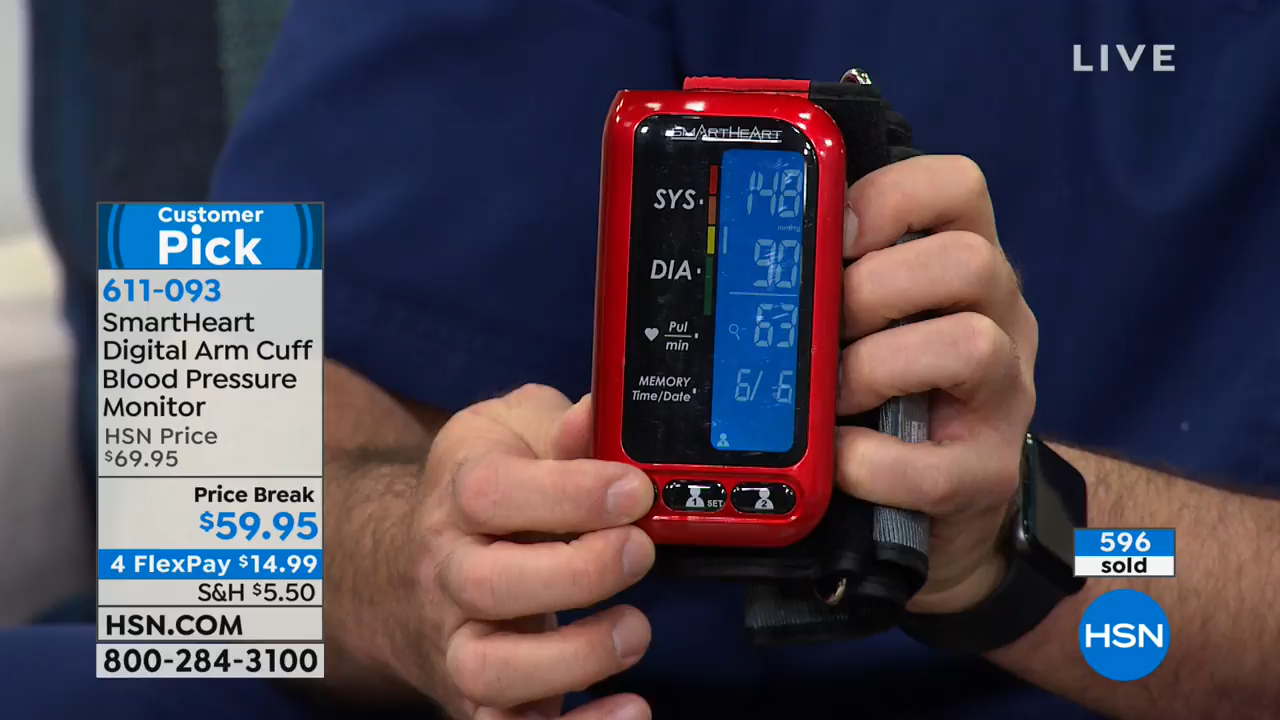 LIVE
Customer
Pick
611-093
SmartHeart
Digital Arm Cuff
Blood Pressure
Monitor
HSN Price
$69.95
Price Break
$59.95
4 FlexPay $14.99
S&H $5.50
HSN.COM
800-284-3100
SMARTHEART
SYS.
148
mmHg
DIA
90
Pul
min
63
MEMORY
Time/Date
6/ 6
1 SET
2
596
sold
HSN